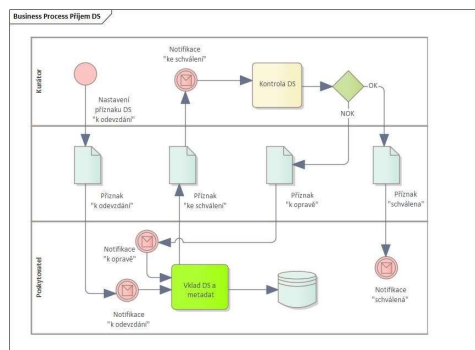 Business Process Příjem DS
Kurátor
Nastavení
příznaku DS
"k odevzdání"
Notifikace
"ke schválení"
Kontrola DS
OK
NOK
Příznak
"k odevzdání"
Příznak
"ke schválení"
Příznak
"k opravě"
Příznak
"schválena"
Poskytovatel
Notifikace
"k opravě"
Notifikace
"k odevzdání"
Vklad DS a
metadat
Notifikace
"schválená"